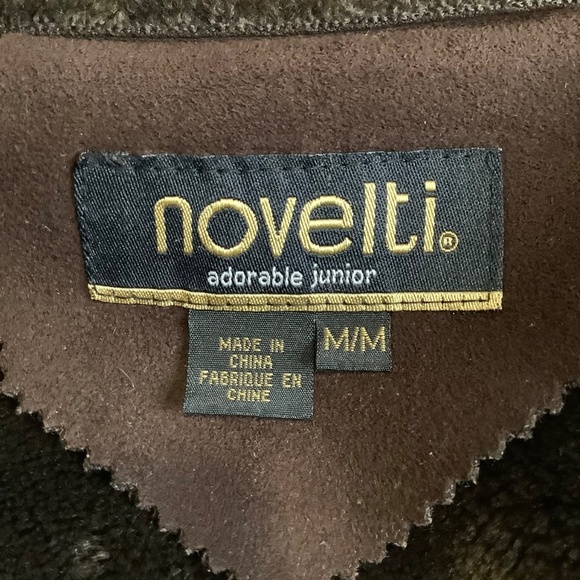 novelti®
adorable junior
M/M
MADE IN
CHINA
FABRIQUE EN
CHINE